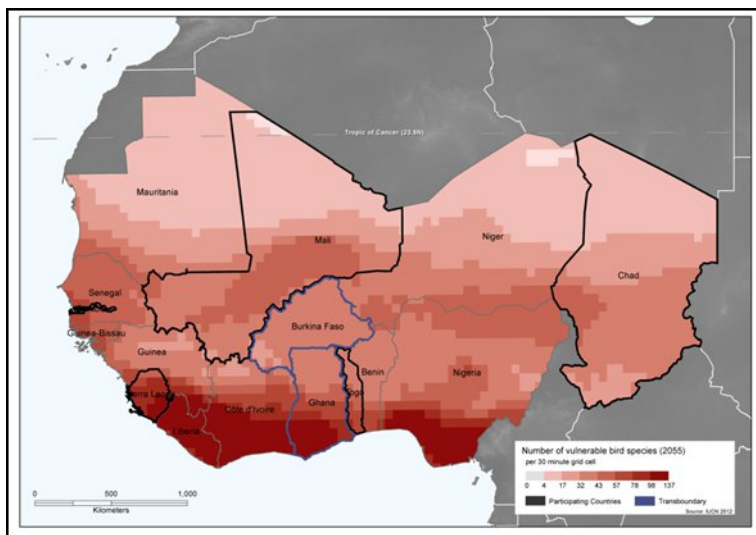 Tropic of Cancer (23.5N)
Mauritania
Mali
Niger
Chad
Senegal
Burkina Faso
Guinea-Bissau
Guinea
Benin
Nigeria
Sierra Leone
Togo
Côte d'Ivoire
Ghana
Liberia
Number of vulnerable bird species (2055)
per 30 minute grid cell
0 4 17 32 43 57 78 98 137
Participating Countries Transboundary
Source: IUCN 2012
0 500 1,000
Kilometers